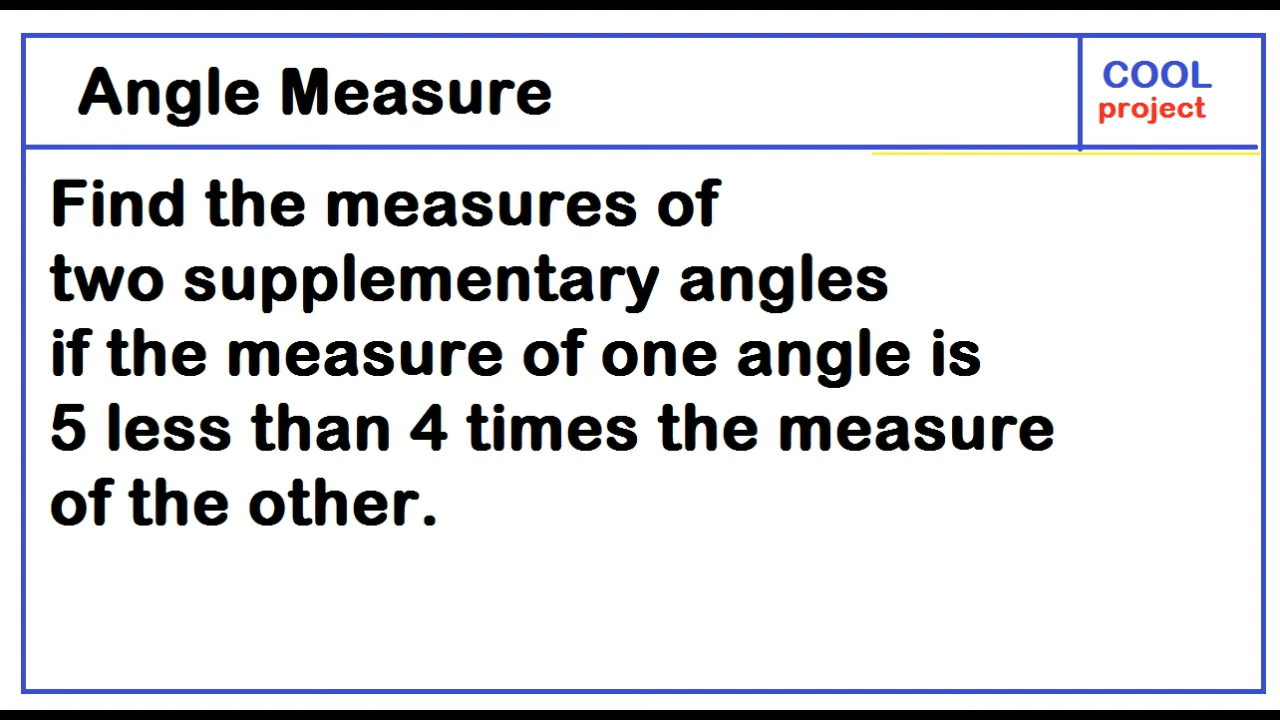 Angle Measure
COOL
project
Find the measures of
two supplementary angles
if the measure of one angle is
5 less than 4 times the measure
of the other.